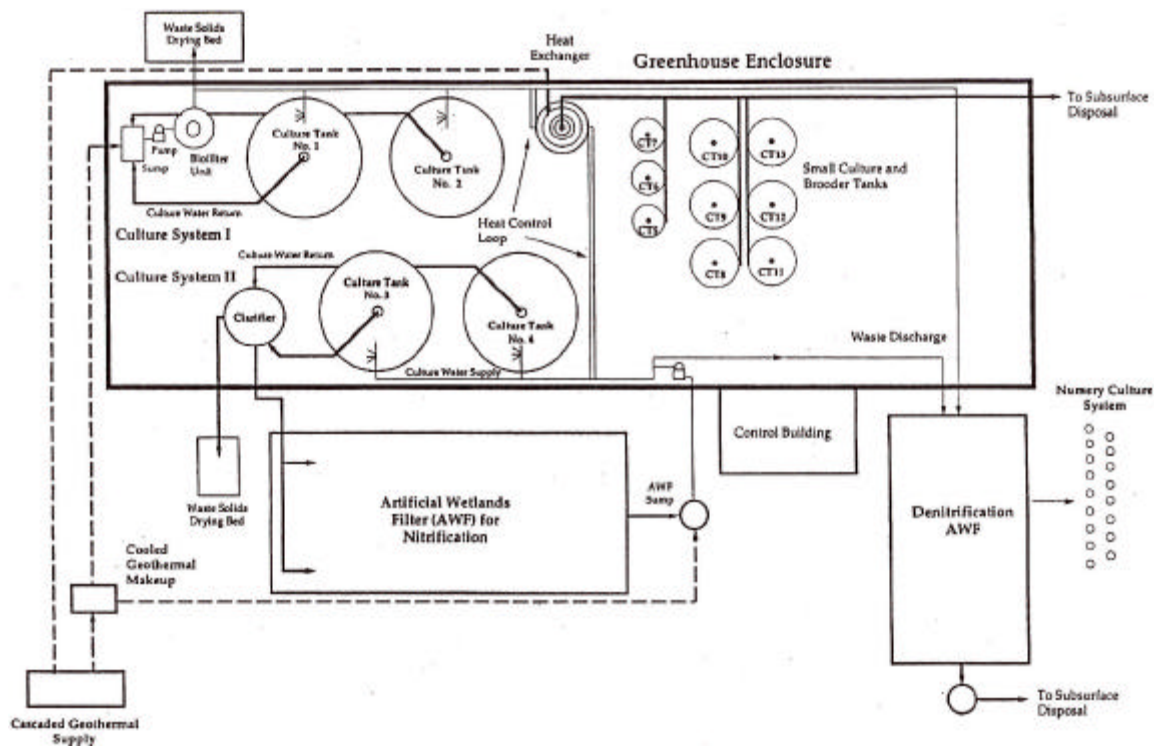 Waste Solids
Drying Bed
Heat
Exchanger
Greenhouse Enclosure
To Subsurface
Disposal
Pump
Sump
Biofilter
Unit
Culture Tank
No. 1
Culture Tank
No. 2
CT7
CT6
CT5
CT10
CT9
CT8
CT13
CT12
CT11
Small Culture and
Brooder Tanks
Culture Water Return
Culture System I
Heat Control
Loop
Culture System II
Culture Water Return
Clarifier
Culture Tank
No. 3
Culture Tank
No. 4
Culture Water Supply
Waste Discharge
Control Building
Nursery Culture
System
Waste Solids
Drying Bed
Artificial Wetlands
Filter (AWF) for
Nitrification
AWF
Sump
Denitrification
AWF
Cooled
Geothermal
Makeup
Cascaded Geothermal
Supply
To Subsurface
Disposal